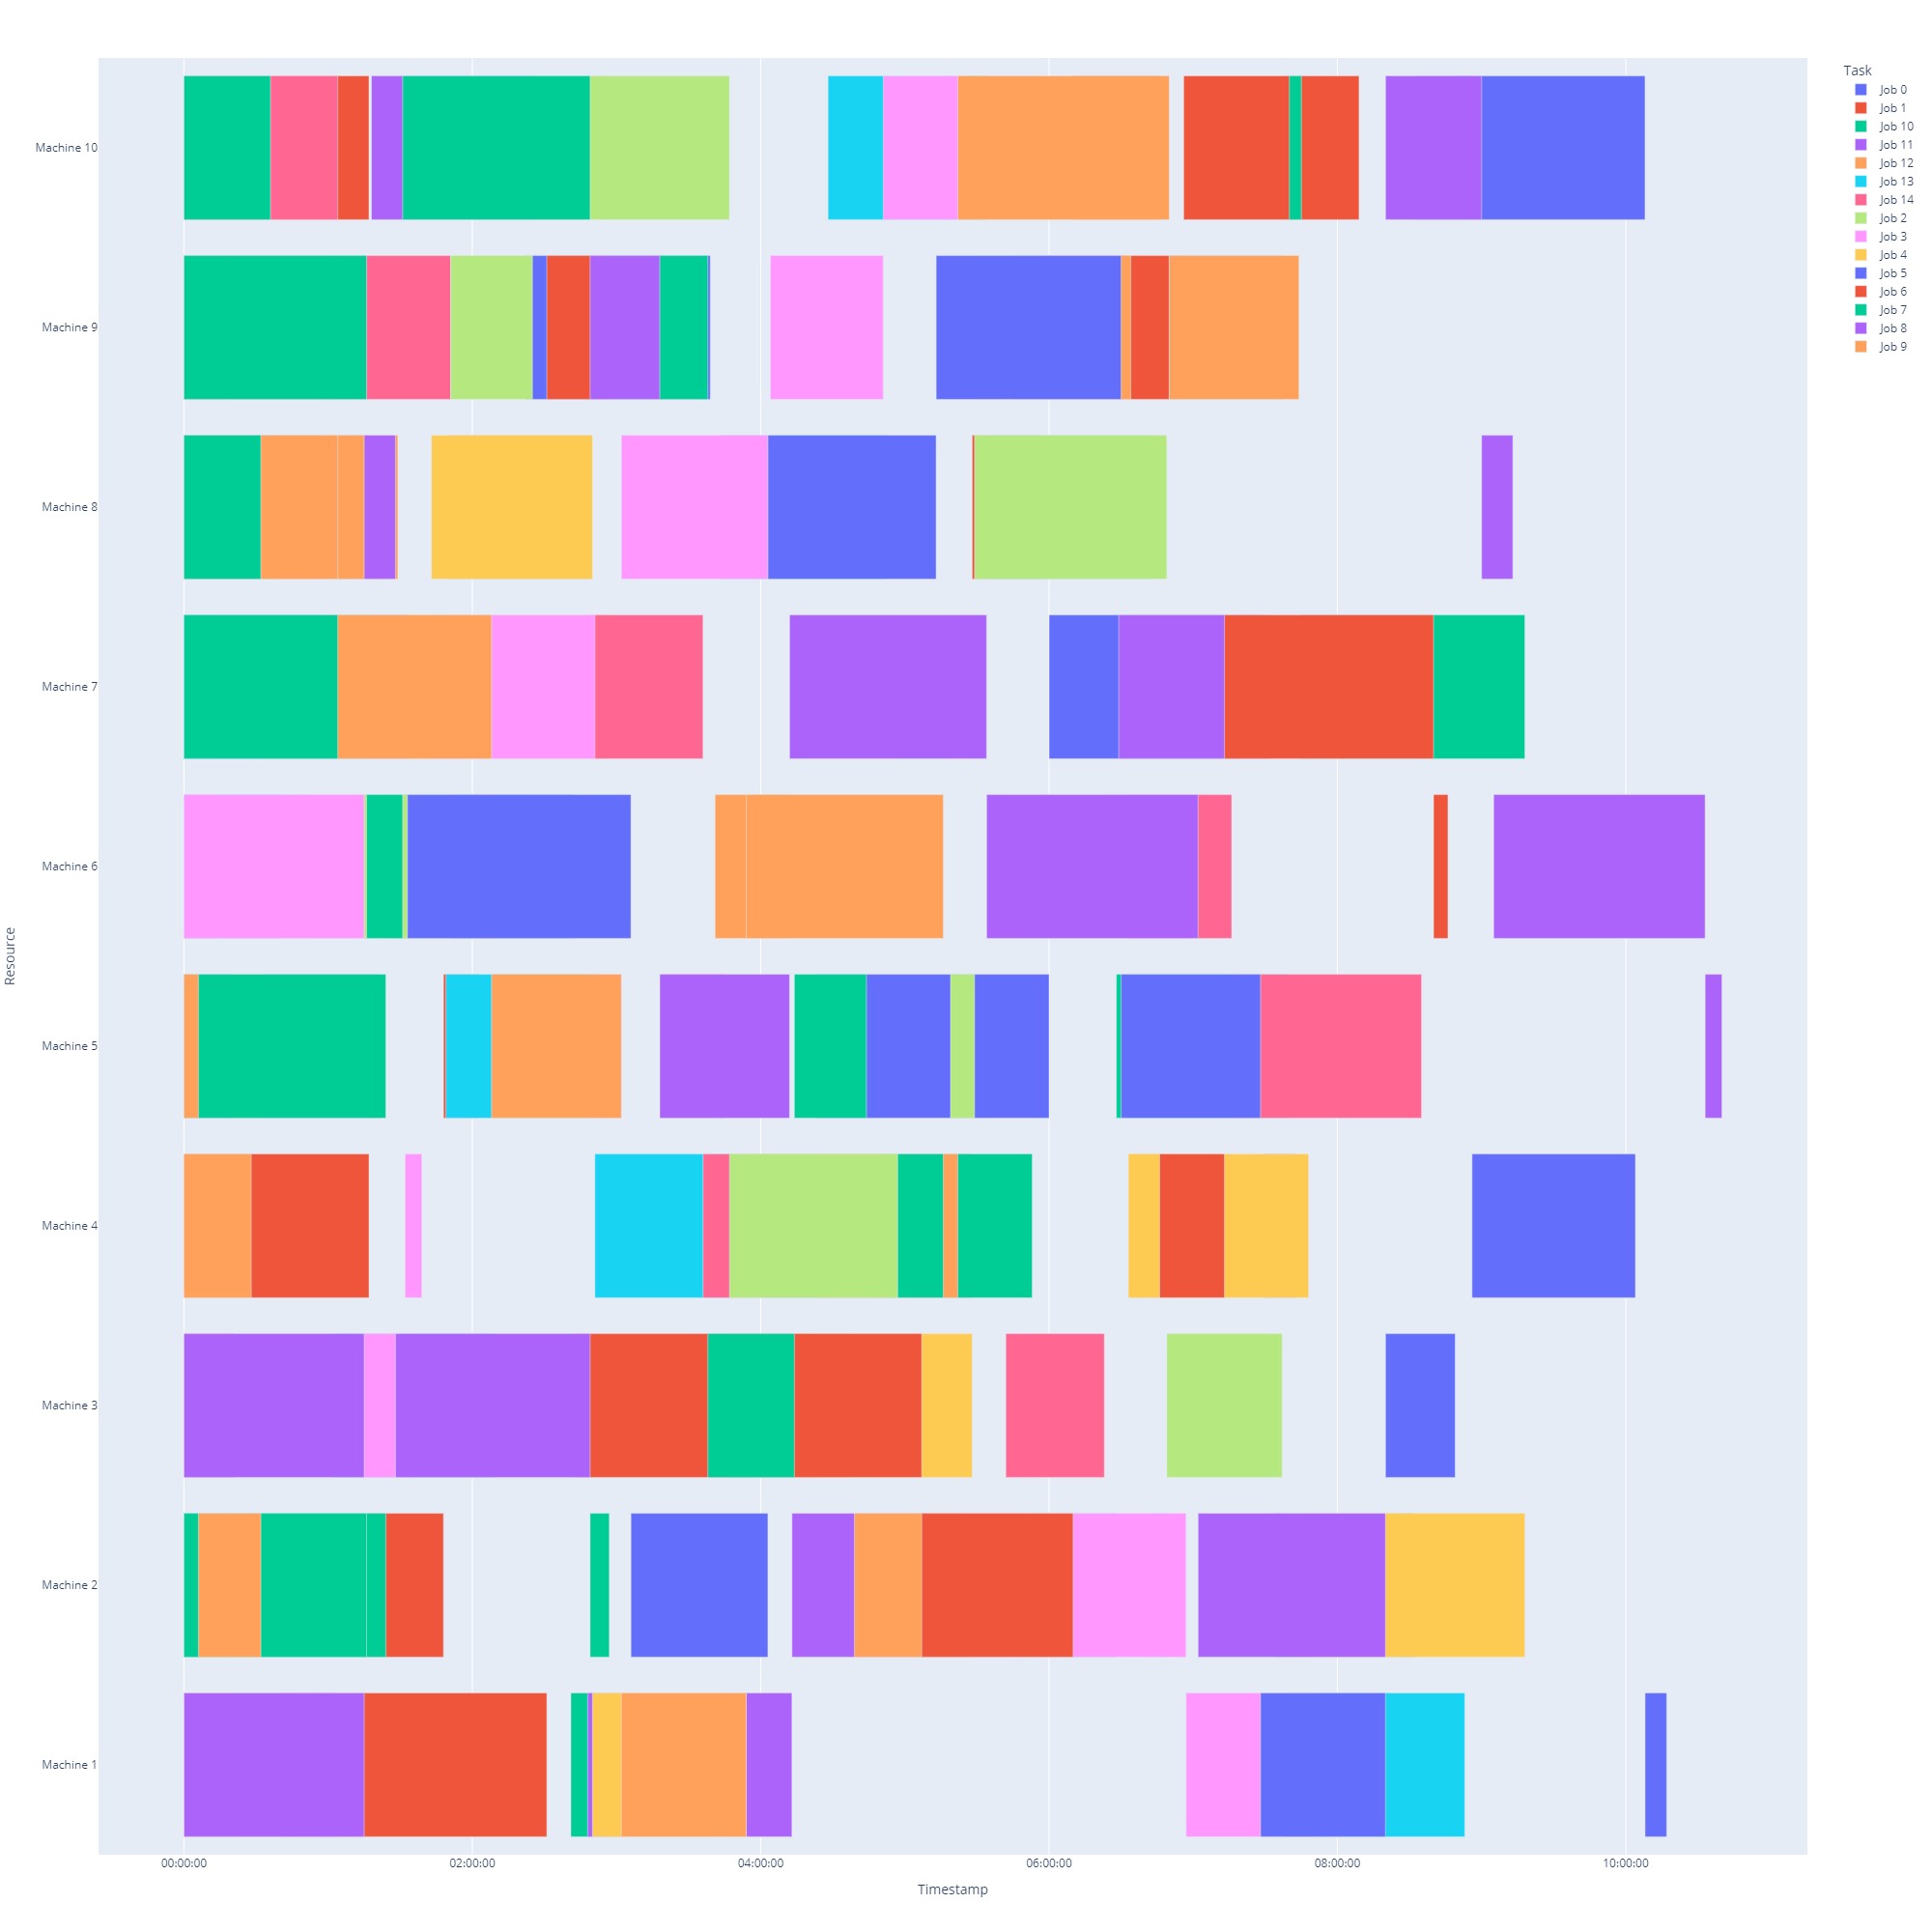 Task
Job 0
Job 1
Job 10
Job 11
Job 12
Job 13
Job 14
Job 2
Job 3
Job 4
Job 5
Job 6
Job 7
Job 8
Job 9
Machine 10
Machine 9
Machine 8
Machine 7
Machine 6
Machine 5
Machine 4
Machine 3
Machine 2
Machine 1
Resource
00:00:00 02:00:00 04:00:00 06:00:00 08:00:00 10:00:00
Timestamp